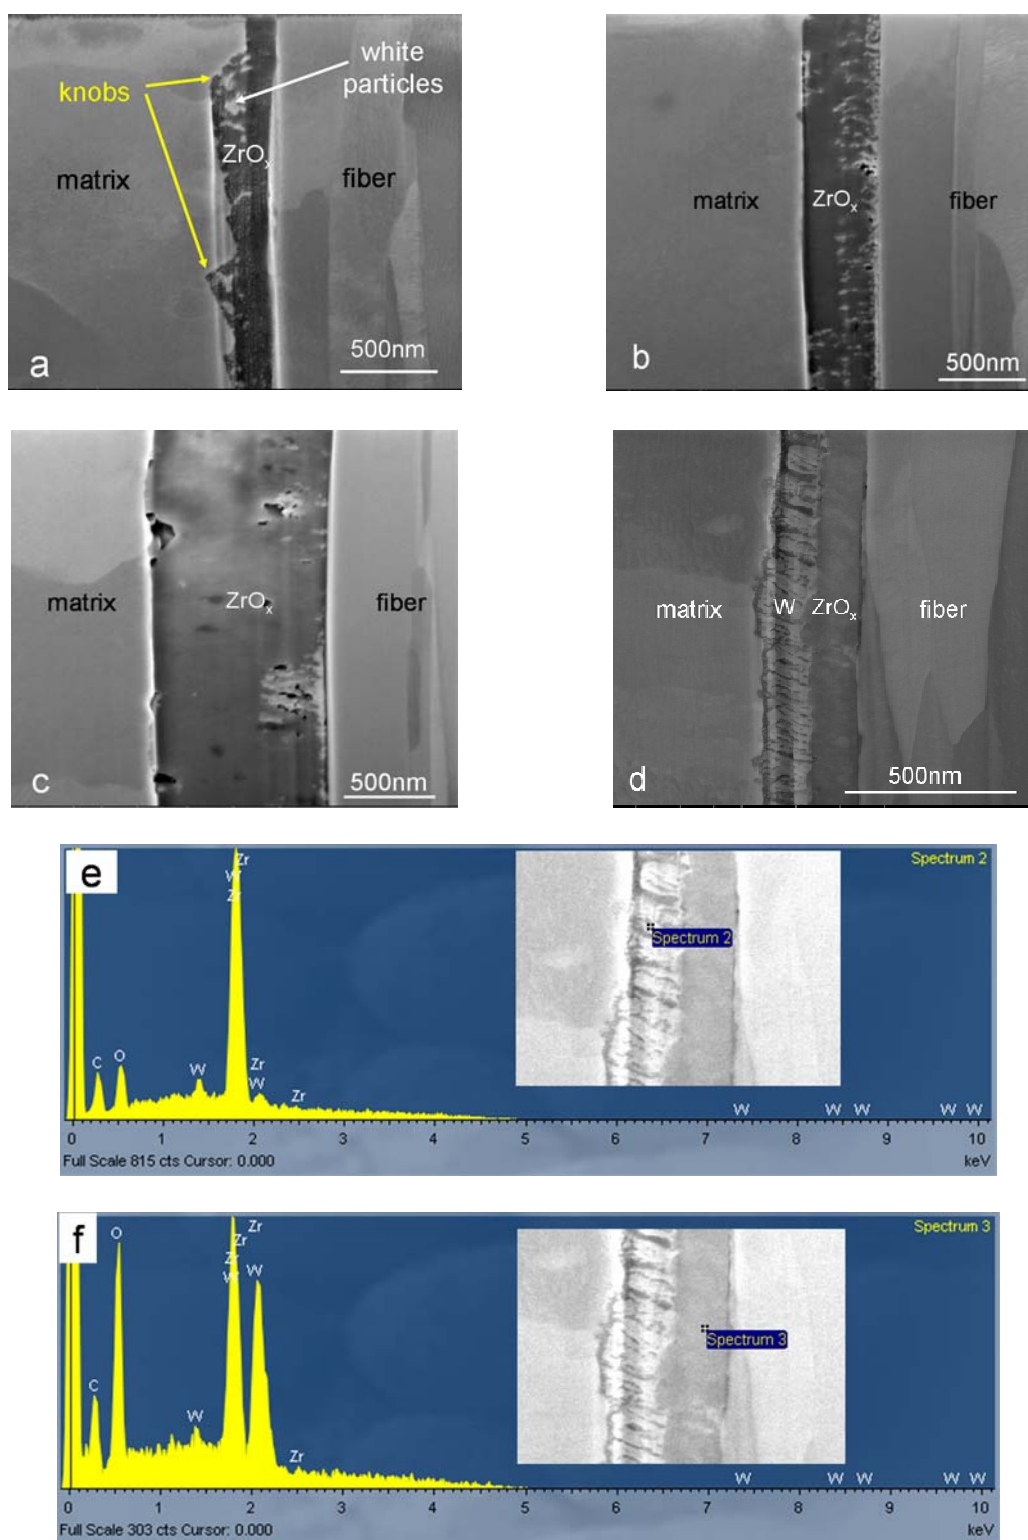 knobs
white
particles
ZrOx
matrix
fiber
500nm
a
matrix
ZrOx
fiber
500nm
b
matrix
ZrOx
fiber
500nm
c
matrix
W
ZrOx
fiber
500nm
d
e
Spectrum 2
Zr
W
Zr
Spectrum 2
C
O
W
Zr
W
Zr
W W W W W
0 1 2 3 4 5 6 7 8 9 10
Full Scale 815 cts Cursor: 0.000 keV
f
Spectrum 3
O
Zr
Zr
Zr
W
W
Spectrum 3
C
W
Zr
W W W W W
0 1 2 3 4 5 6 7 8 9 10
Full Scale 303 cts Cursor: 0.000 keV